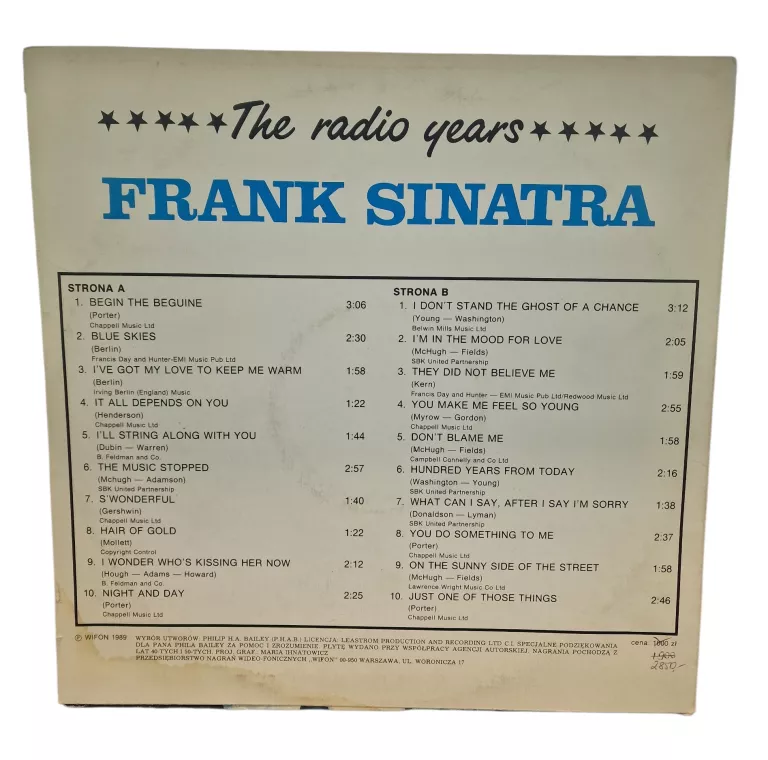 ★★★★★ The radio years ★★★★★
FRANK SINATRA
STRONA A
1. BEGIN THE BEGUINE 3:06
(Porter)
Chappell Music Ltd
2. BLUE SKIES 2:30
(Berlin)
Francis Day and Hunter-EMI Music Pub Ltd
3. I'VE GOT MY LOVE TO KEEP ME WARM 1:58
(Berlin)
Irving Berlin (England) Music
4. IT ALL DEPENDS ON YOU 1:22
(Henderson)
Chappell Music Ltd
5. I'LL STRING ALONG WITH YOU 1:44
(Dubin — Warren)
B. Feldman and Co.
6. THE MUSIC STOPPED 2:57
(Mchugh — Adamson)
SBK United Partnership
7. S'WONDERFUL 1:40
(Gershwin)
Chappell Music Ltd
8. HAIR OF GOLD 1:22
(Mollett)
Copyright Control
9. I WONDER WHO'S KISSING HER NOW 2:12
(Hough — Adams — Howard)
B. Feldman and Co.
10. NIGHT AND DAY 2:25
(Porter)
Chappell Music Ltd
STRONA B
1. I DON'T STAND THE GHOST OF A CHANCE 3:12
(Young — Washington)
Belwin Mills Music Ltd
2. I'M IN THE MOOD FOR LOVE 2:05
(McHugh — Fields)
SBK United Partnership
3. THEY DID NOT BELIEVE ME 1:59
(Kern)
Francis Day and Hunter — EMI Music Pub Ltd/Redwood Music Ltd
4. YOU MAKE ME FEEL SO YOUNG 2:55
(Myrow — Gordon)
Chappell Music Ltd
5. DON'T BLAME ME 1:58
(McHugh — Fields)
Campbell Connelly and Co Ltd
6. HUNDRED YEARS FROM TODAY 2:16
(Washington — Young)
SBK United Partnership
7. WHAT CAN I SAY, AFTER I SAY I'M SORRY 1:38
(Donaldson — Lyman)
SBK United Partnership
8. YOU DO SOMETHING TO ME 2:37
(Porter)
Chappell Music Ltd
9. ON THE SUNNY SIDE OF THE STREET 1:58
(McHugh — Fields)
Lawrence Wright Music Co Ltd
10. JUST ONE OF THOSE THINGS 2:46
(Porter)
Chappell Music Ltd
Ⓟ WIFON 1989 WYBÓR UTWORÓW: PHILIP H.A. BAILEY (P.H.A.B.) LICENCJA: LEASTROM PRODUCTION AND RECORDING LTD C.I. SPECJALNE PODZIĘKOWANIA
DLA PANA PHILA BAILEY ZA POMOC I ZROZUMIENIE. PŁYTĘ WYDANO PRZY WSPÓŁPRACY AGENCJI AUTORSKIEJ. NAGRANIA POCHODZĄ Z
LAT 40-TYCH I 50-TYCH. PROJ. GRAF. MARIA IHNATOWICZ
PRZEDSIĘBIORSTWO NAGRAŃ WIDEO-FONICZNYCH „WIFON" 00-950 WARSZAWA, UL. WORONICZA 17
cena zł
1900
2850,-